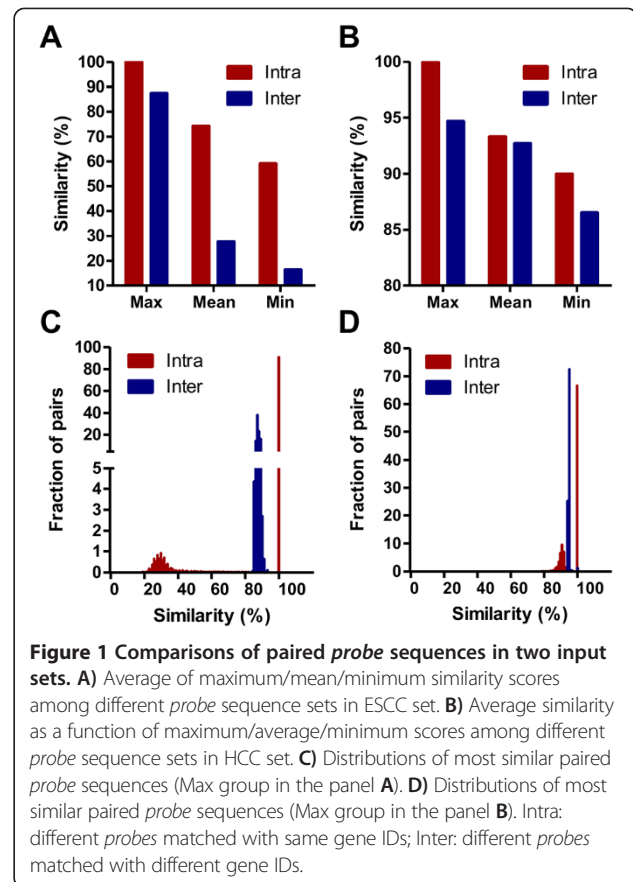 A
Similarity (%)
100
90
80
70
60
50
40
30
20
10
Intra
Inter
Max Mean Min
B
Similarity (%)
100
95
90
85
80
Intra
Inter
Max Mean Min
C
Fraction of pairs
100
80
60
40
20
5
4
3
2
1
0
Intra
Inter
0 20 40 60 80 100
Similarity (%)
D
Fraction of pairs
80
70
60
50
40
30
20
10
0
Intra
Inter
0 20 40 60 80 100
Similarity (%)
Figure 1 Comparisons of paired probe sequences in two input
sets. A) Average of maximum/mean/minimum similarity scores
among different probe sequence sets in ESCC set. B) Average similarity
as a function of maximum/average/minimum scores among different
probe sequence sets in HCC set. C) Distributions of most similar paired
probe sequences (Max group in the panel A). D) Distributions of most
similar paired probe sequences (Max group in the panel B). Intra:
different probes matched with same gene IDs; Inter: different probes
matched with different gene IDs.